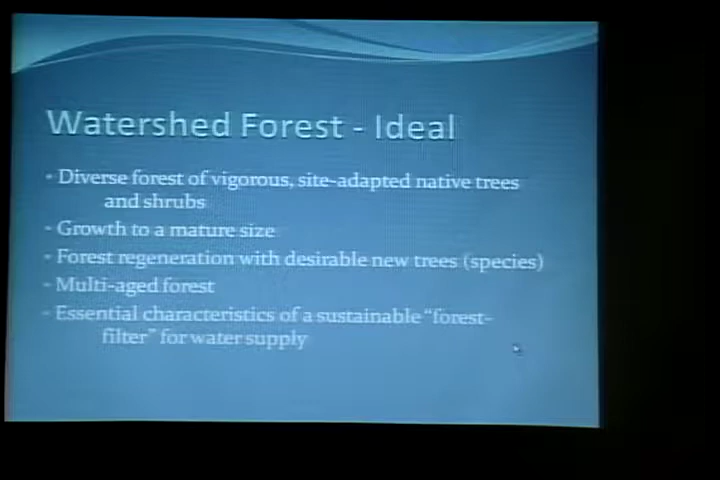 Watershed Forest - Ideal
- Diverse forest of vigorous, site-adapted native trees
and shrubs
- Growth to a mature size
- Forest regeneration with desirable new trees (species)
- Multi-aged forest
- Essential characteristics of a sustainable “forest-
filter” for water supply